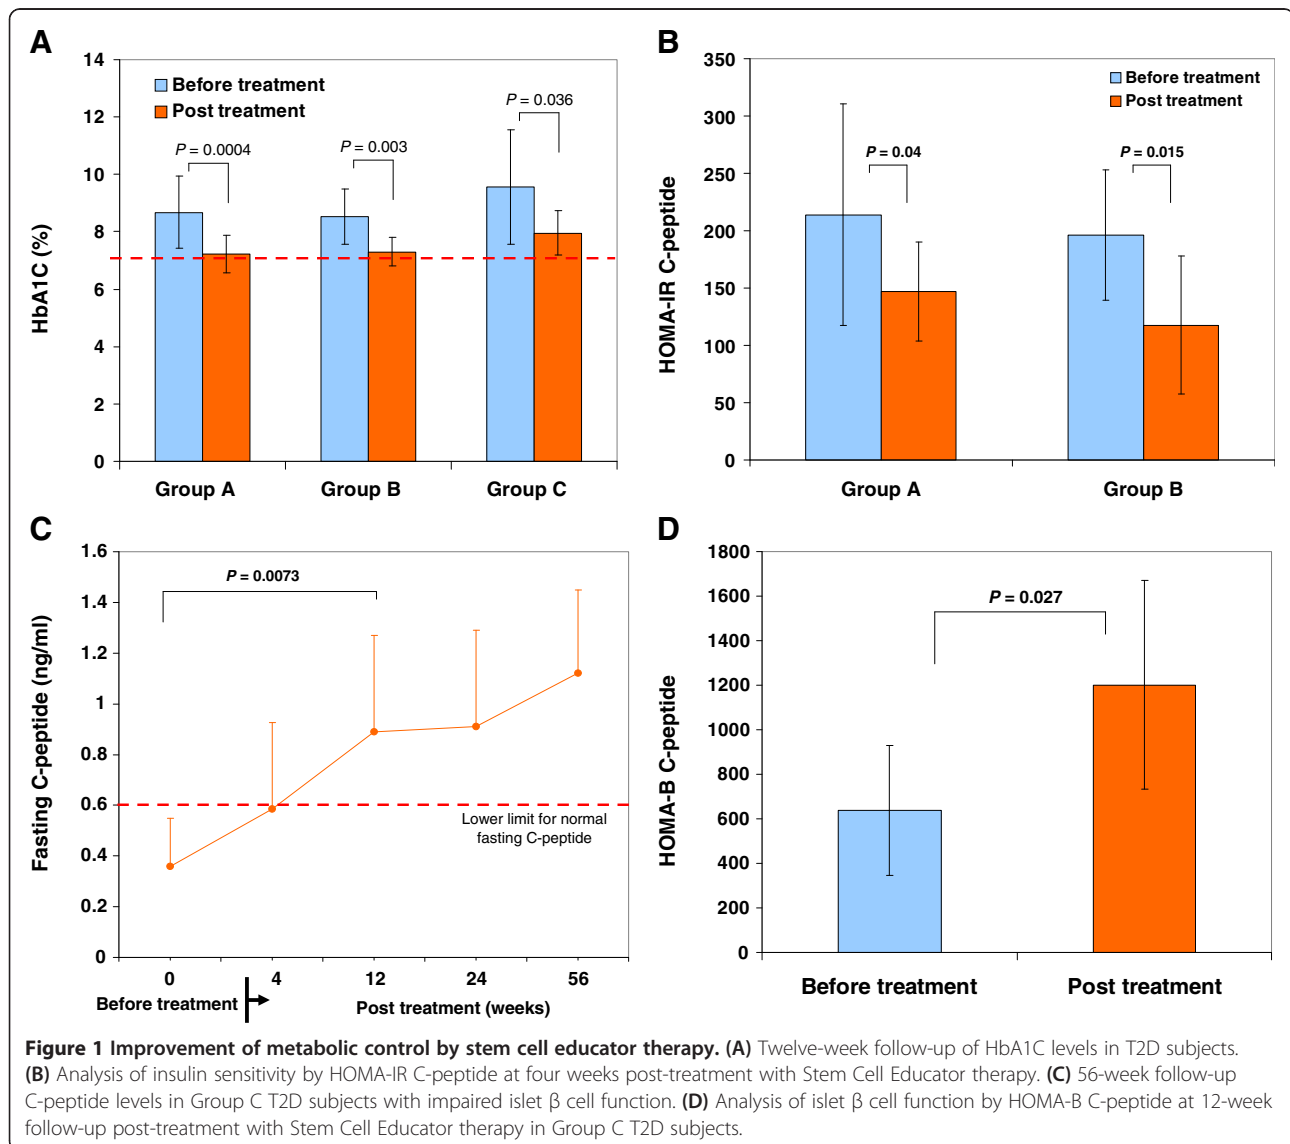 A
14
12
10
8
6
4
2
0
HbA1C (%)
Before treatment
Post treatment
P = 0.0004
P = 0.003
P = 0.036
Group A
Group B
Group C
B
350
300
250
200
150
100
50
0
HOMA-IR C-peptide
Before treatment
Post treatment
P = 0.04
P = 0.015
Group A
Group B
C
1.6
1.4
1.2
1
0.8
0.6
0.4
0.2
0
Fasting C-peptide (ng/ml)
P = 0.0073
Lower limit for normal
fasting C-peptide
0
4
12
24
56
Before treatment
Post treatment (weeks)
D
1800
1600
1400
1200
1000
800
600
400
200
0
HOMA-B C-peptide
P = 0.027
Before treatment
Post treatment
Figure 1 Improvement of metabolic control by stem cell educator therapy. (A) Twelve-week follow-up of HbA1C levels in T2D subjects.
(B) Analysis of insulin sensitivity by HOMA-IR C-peptide at four weeks post-treatment with Stem Cell Educator therapy. (C) 56-week follow-up
C-peptide levels in Group C T2D subjects with impaired islet β cell function. (D) Analysis of islet β cell function by HOMA-B C-peptide at 12-week
follow-up post-treatment with Stem Cell Educator therapy in Group C T2D subjects.